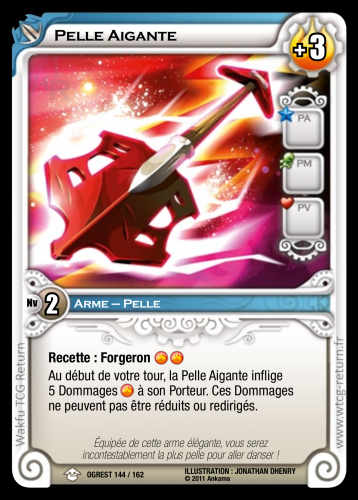 PELLE AIGANTE
+3
PA
PM
PV
Nv 2 ARME – PELLE
Recette : Forgeron
Au début de votre tour, la Pelle Aigante inflige
5 Dommages à son Porteur. Ces Dommages
ne peuvent pas être réduits ou redirigés.
Équipée de cette arme élégante, vous serez
incontestablement la plus pelle pour aller danser !
OGREST 144 / 162
ILLUSTRATION : JONATHAN DHENRY
© 2011 Ankama
Wakfu TCG Return
www.wtcg-return.fr